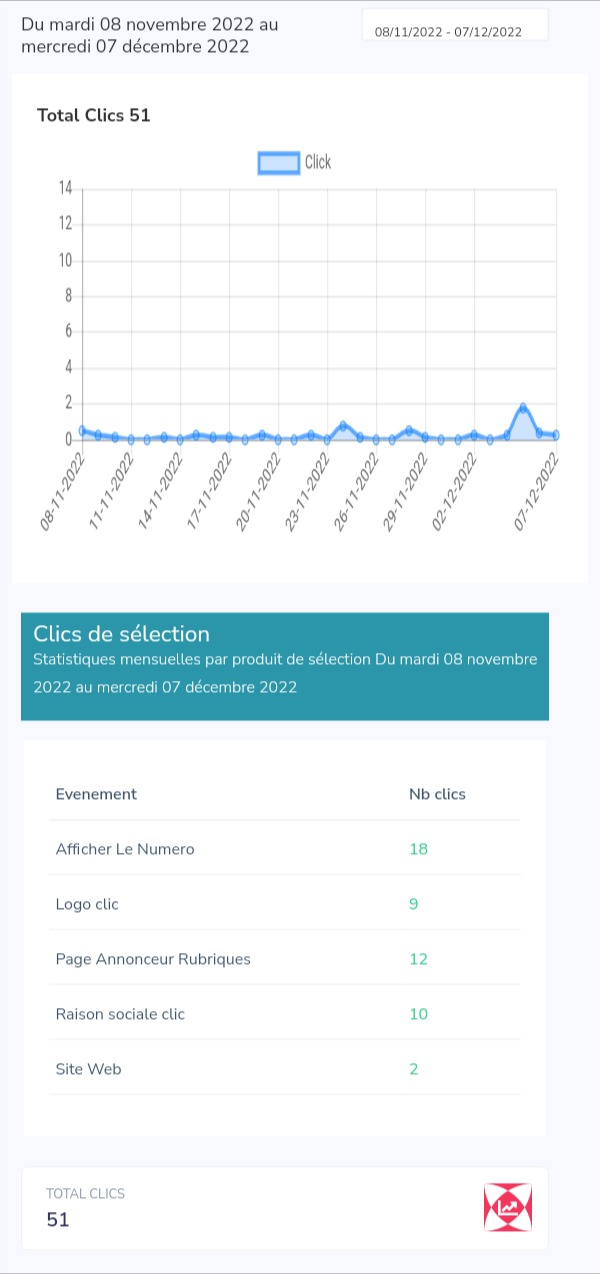 Du mardi 08 novembre 2022 au
mercredi 07 décembre 2022
08/11/2022 - 07/12/2022
Total Clics 51
Click
14
12
10
8
6
4
2
0
08-11-2022
11-11-2022
14-11-2022
17-11-2022
20-11-2022
23-11-2022
26-11-2022
29-11-2022
02-12-2022
07-12-2022
Clics de sélection
Statistiques mensuelles par produit de sélection Du mardi 08 novembre
2022 au mercredi 07 décembre 2022
Evenement Nb clics
Afficher Le Numero 18
Logo clic 9
Page Annonceur Rubriques 12
Raison sociale clic 10
Site Web 2
TOTAL CLICS
51